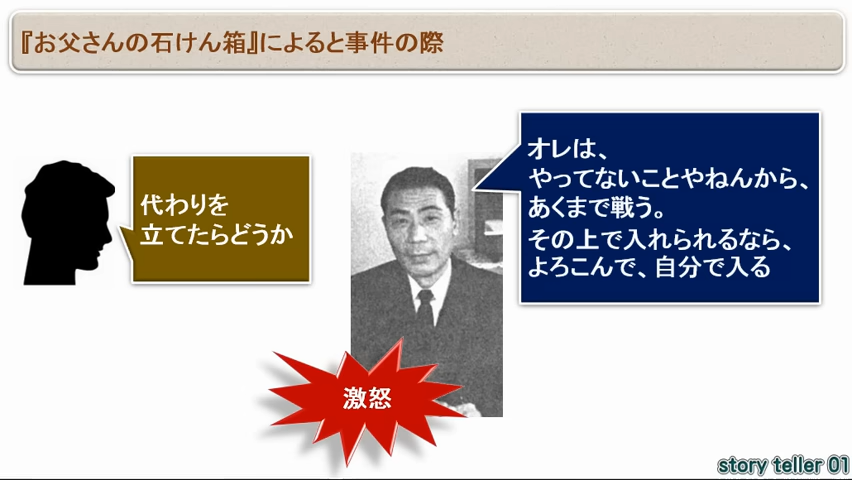 『お父さんの石けん箱』によると事件の際
代わりを
立てたらどうか
オレは、
やってないことやねんから、
あくまで戦う。
その上で入れられるなら、
よろこんで、自分で入る
激怒
story teller 01